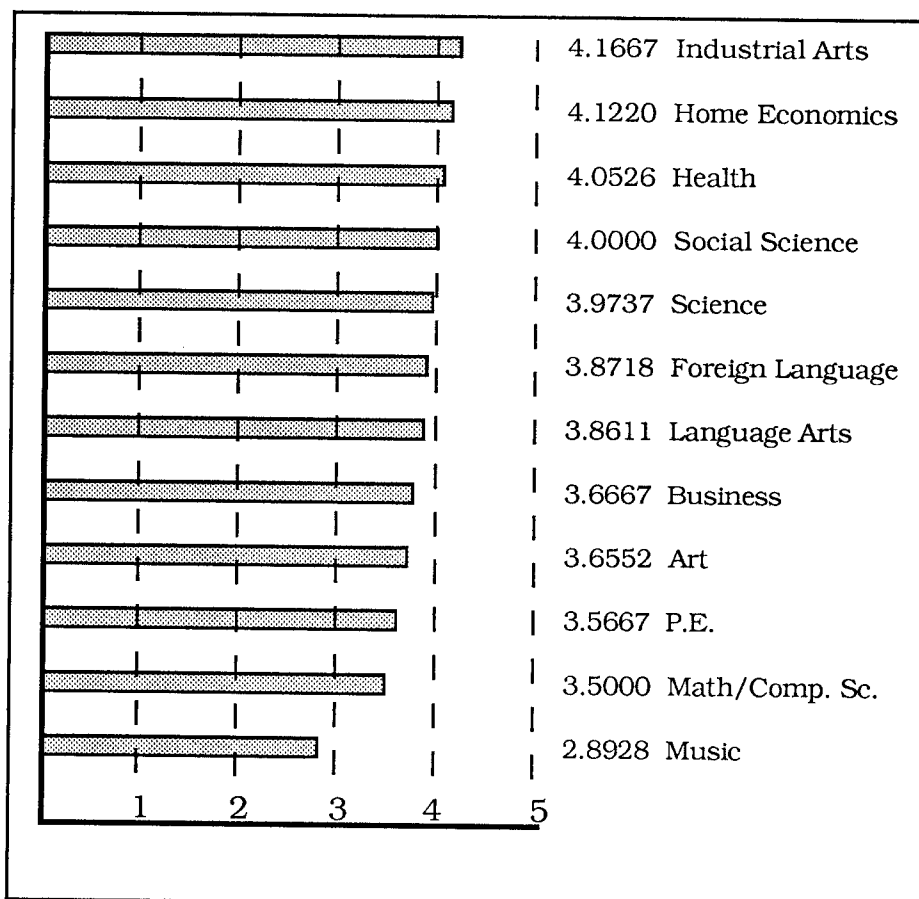 4.1667 Industrial Arts
4.1220 Home Economics
4.0526 Health
4.0000 Social Science
3.9737 Science
3.8718 Foreign Language
3.8611 Language Arts
3.6667 Business
3.6552 Art
3.5667 P.E.
3.5000 Math/Comp. Sc.
2.8928 Music
1 2 3 4 5